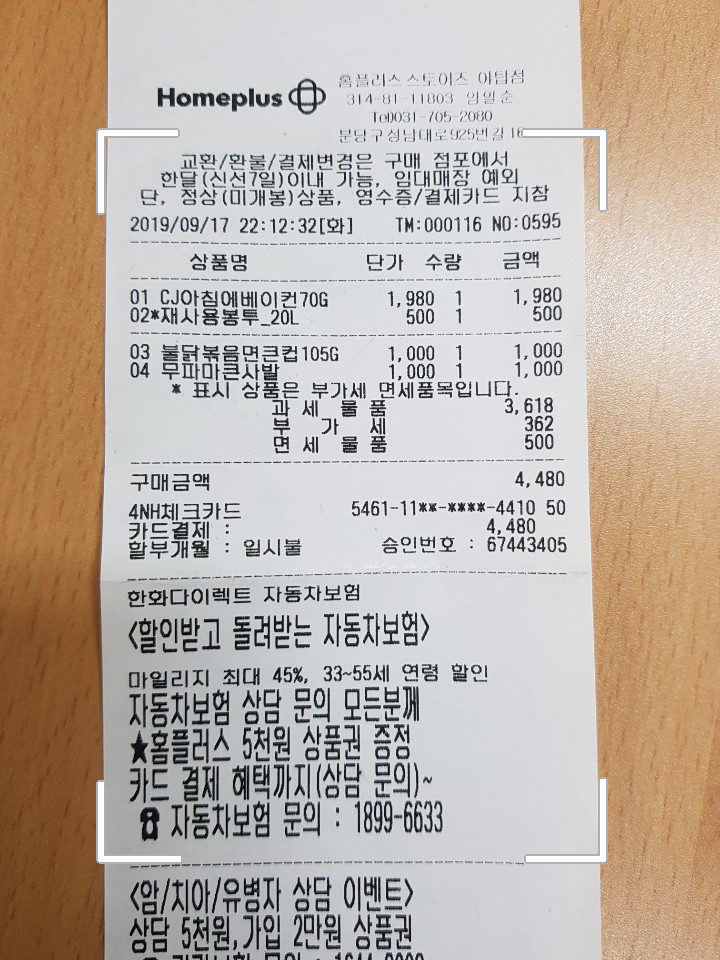 Homeplus
홈플러스 스토어즈 야탑점
314-81-11803 임일순
Tel)031-705-2080
분당구 성남대로925번길 16
교환/환불/결제변경은 구매 점포에서
한달(신선7일)이내 가능, 임대매장 예외
단, 정상(미개봉)상품, 영수증/결제카드 지참
2019/09/17 22:12:32[화] TM:000116 NO:0595
상품명 단가 수량 금액
01 CJ아침에베이컨70G 1,980 1 1,980
02*재사용봉투_20L 500 1 500
03 불닭볶음면큰컵105G 1,000 1 1,000
04 무파마큰사발 1,000 1 1,000
* 표시 상품은 부가세 면세품목입니다.
과 세 물 품 3,618
부 가 세 362
면 세 물 품 500
구매금액 4,480
4NH체크카드 5461-11**-****-4410 50
카드결제 : 4,480
할부개월 : 일시불 승인번호 : 67443405
한화다이렉트 자동차보험
<할인받고 돌려받는 자동차보험>
마일리지 최대 45%, 33~55세 연령 할인
자동차보험 상담 문의 모든분께
★홈플러스 5천원 상품권 증정
카드 결제 혜택까지(상담 문의)~
☎ 자동차보험 문의 : 1899-6633
<암/치아/유병자 상담 이벤트>
상담 5천원,가입 2만원 상품권